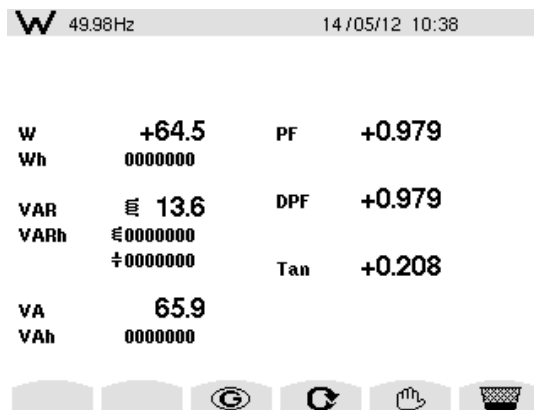 W 49.98Hz 14/05/12 10:38
W +64.5 PF +0.979
Wh 0000000
VAR 13.6 DPF +0.979
VARh 0000000
0000000 Tan +0.208
VA 65.9
VAh 0000000
G